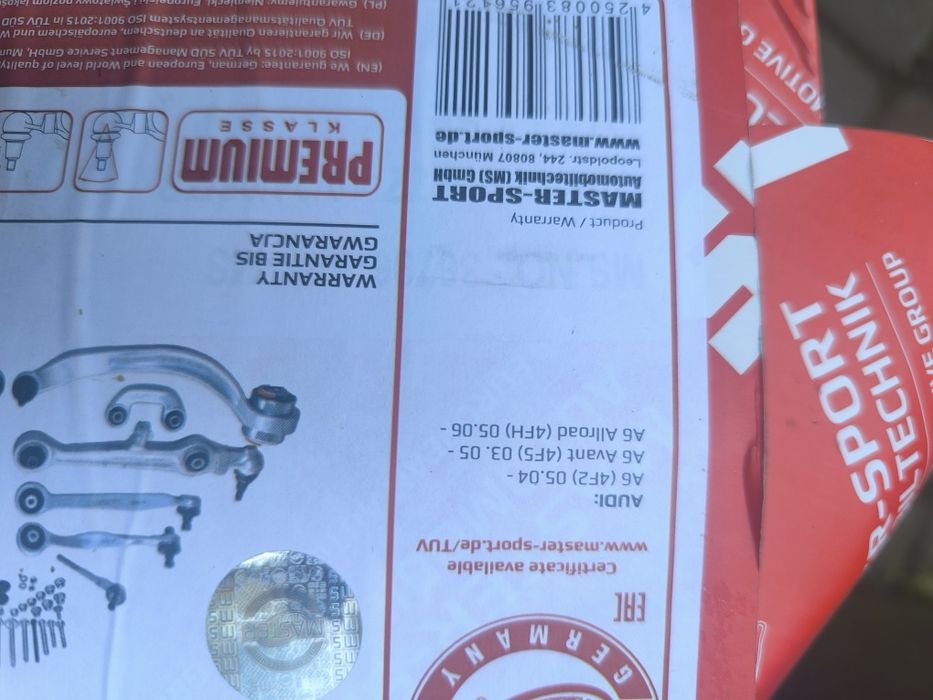 GERMANY
EAC
Certificate available
www.master-sport.de/TUV
AUDI:
A6 (4F2) 05.04 -
A6 Avant (4F5) 03. 05 -
A6 Allroad (4FH) 05.06 -
Product / Warranty
MASTER-SPORT
Automobiltechnik (MS) GmbH
Leopoldstr. 244, 80807 München
www.master-sport.de
4 250083 956421
MASTER
WARRANTY
GARANTIE BIS
GWARANCJA
PREMIUM
KLASSE
(EN) We guarantee: German, European and World level of quality
ISO 9001:2015 by TÜV SÜD Management Service GmbH,
(DE) Wir garantieren Qualität an deutschem, europäischem und
TÜV Qualitätsmanagementsystem ISO 9001:2015 TÜV SÜD
(PL) Gwarantujemy: Niemiecki, Europejski i Światowy poziom jakości
R-SPORT
TECHNIK
GROUP
MOTIVE